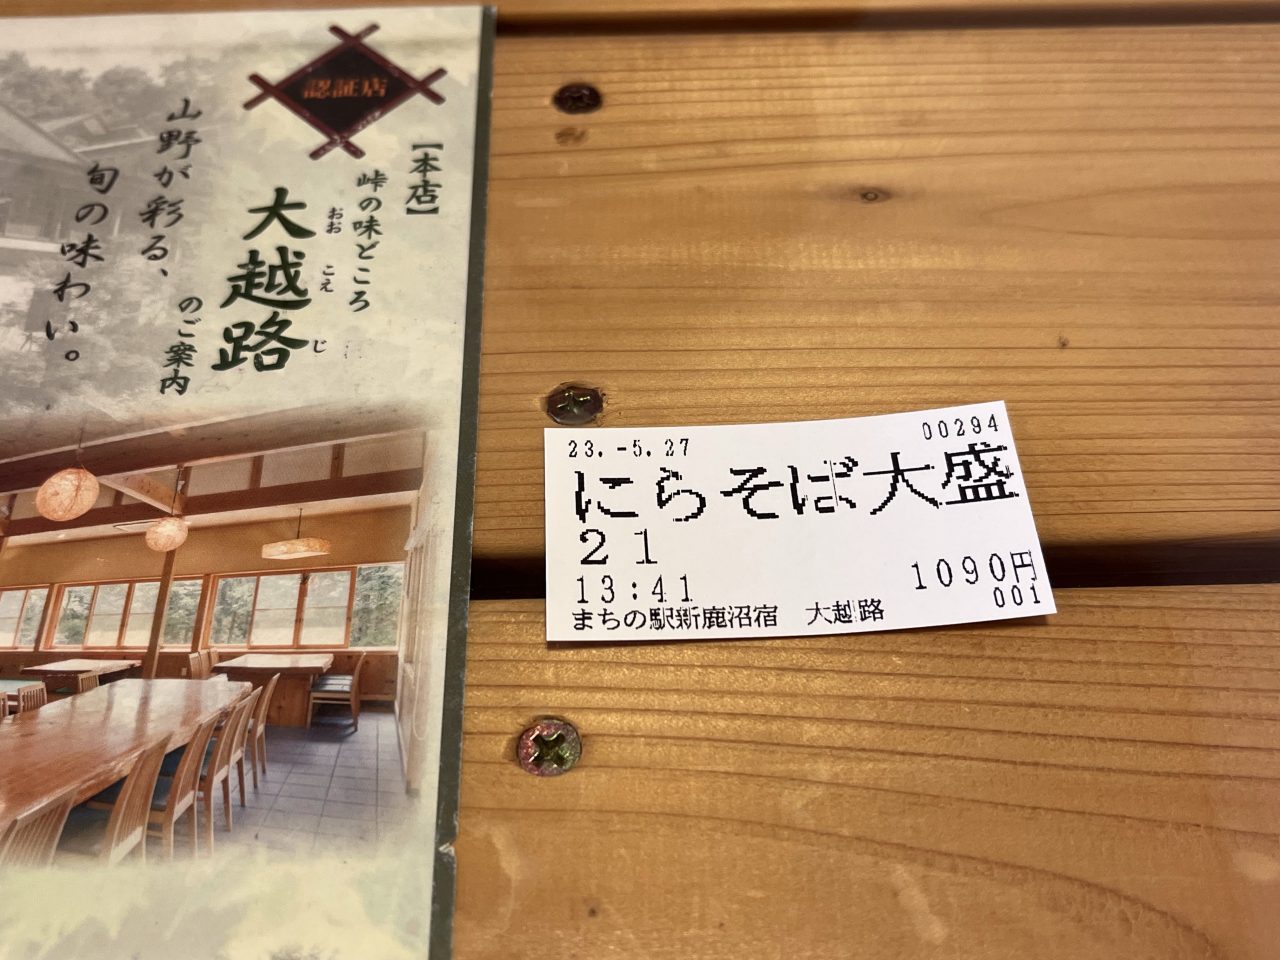 認証店
【本店】
峠の味どころ
大越路
おおこえじ
のご案内
山野が彩る、
旬の味わい。
23.-5.27
00294
にらそば大盛
21
13:41
1090円
001
まちの駅新鹿沼宿 大越路